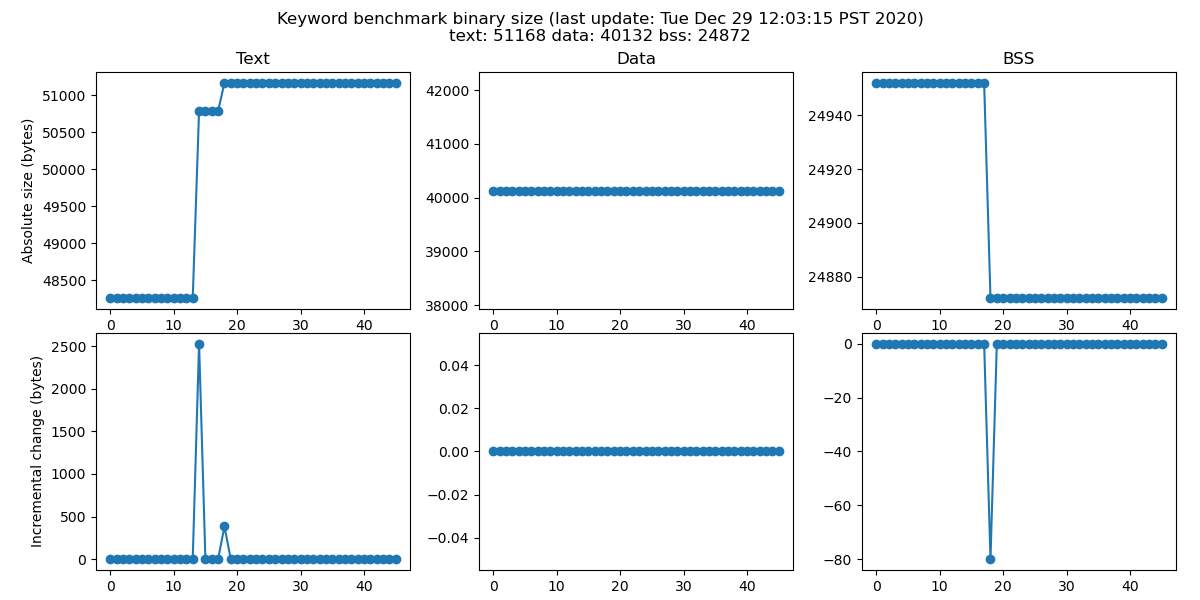 Keyword benchmark binary size (last update: Tue Dec 29 12:03:15 PST 2020)
text: 51168 data: 40132 bss: 24872
Text
Data
BSS
Absolute size (bytes)
51000
50500
50000
49500
49000
48500
0 10 20 30 40
42000
41000
40000
39000
38000
0 10 20 30 40
24940
24920
24900
24880
0 10 20 30 40
Incremental change (bytes)
2500
2000
1500
1000
500
0
0 10 20 30 40
0.04
0.02
0.00
−0.02
−0.04
0 10 20 30 40
0
−20
−40
−60
−80
0 10 20 30 40